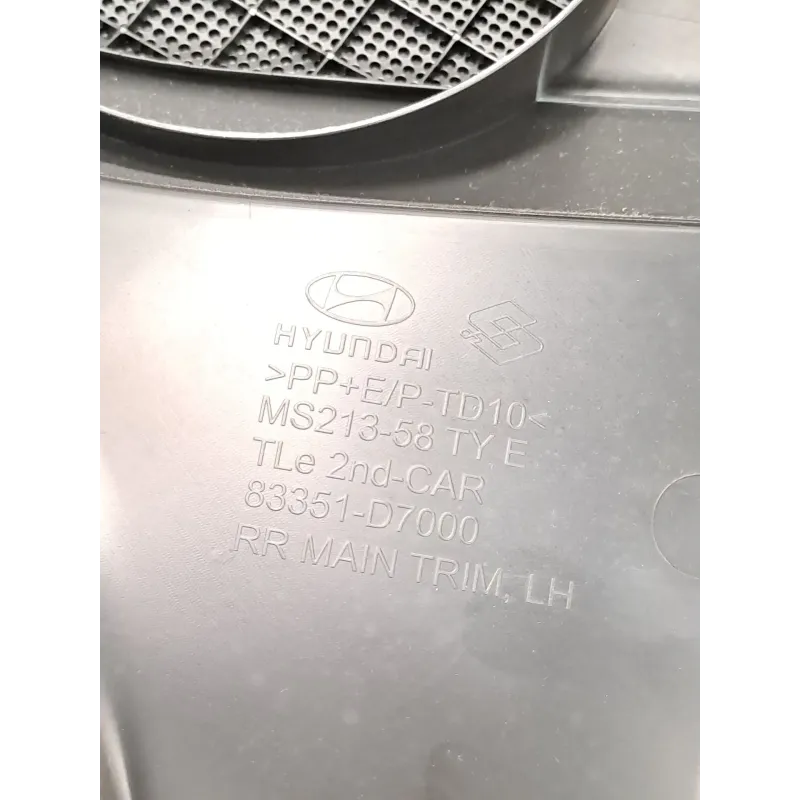 HYUNDAI
>PP+E/P-TD10<
MS213-58 TY E
TLe 2nd-CAR
83351-D7000
RR MAIN TRIM, LH